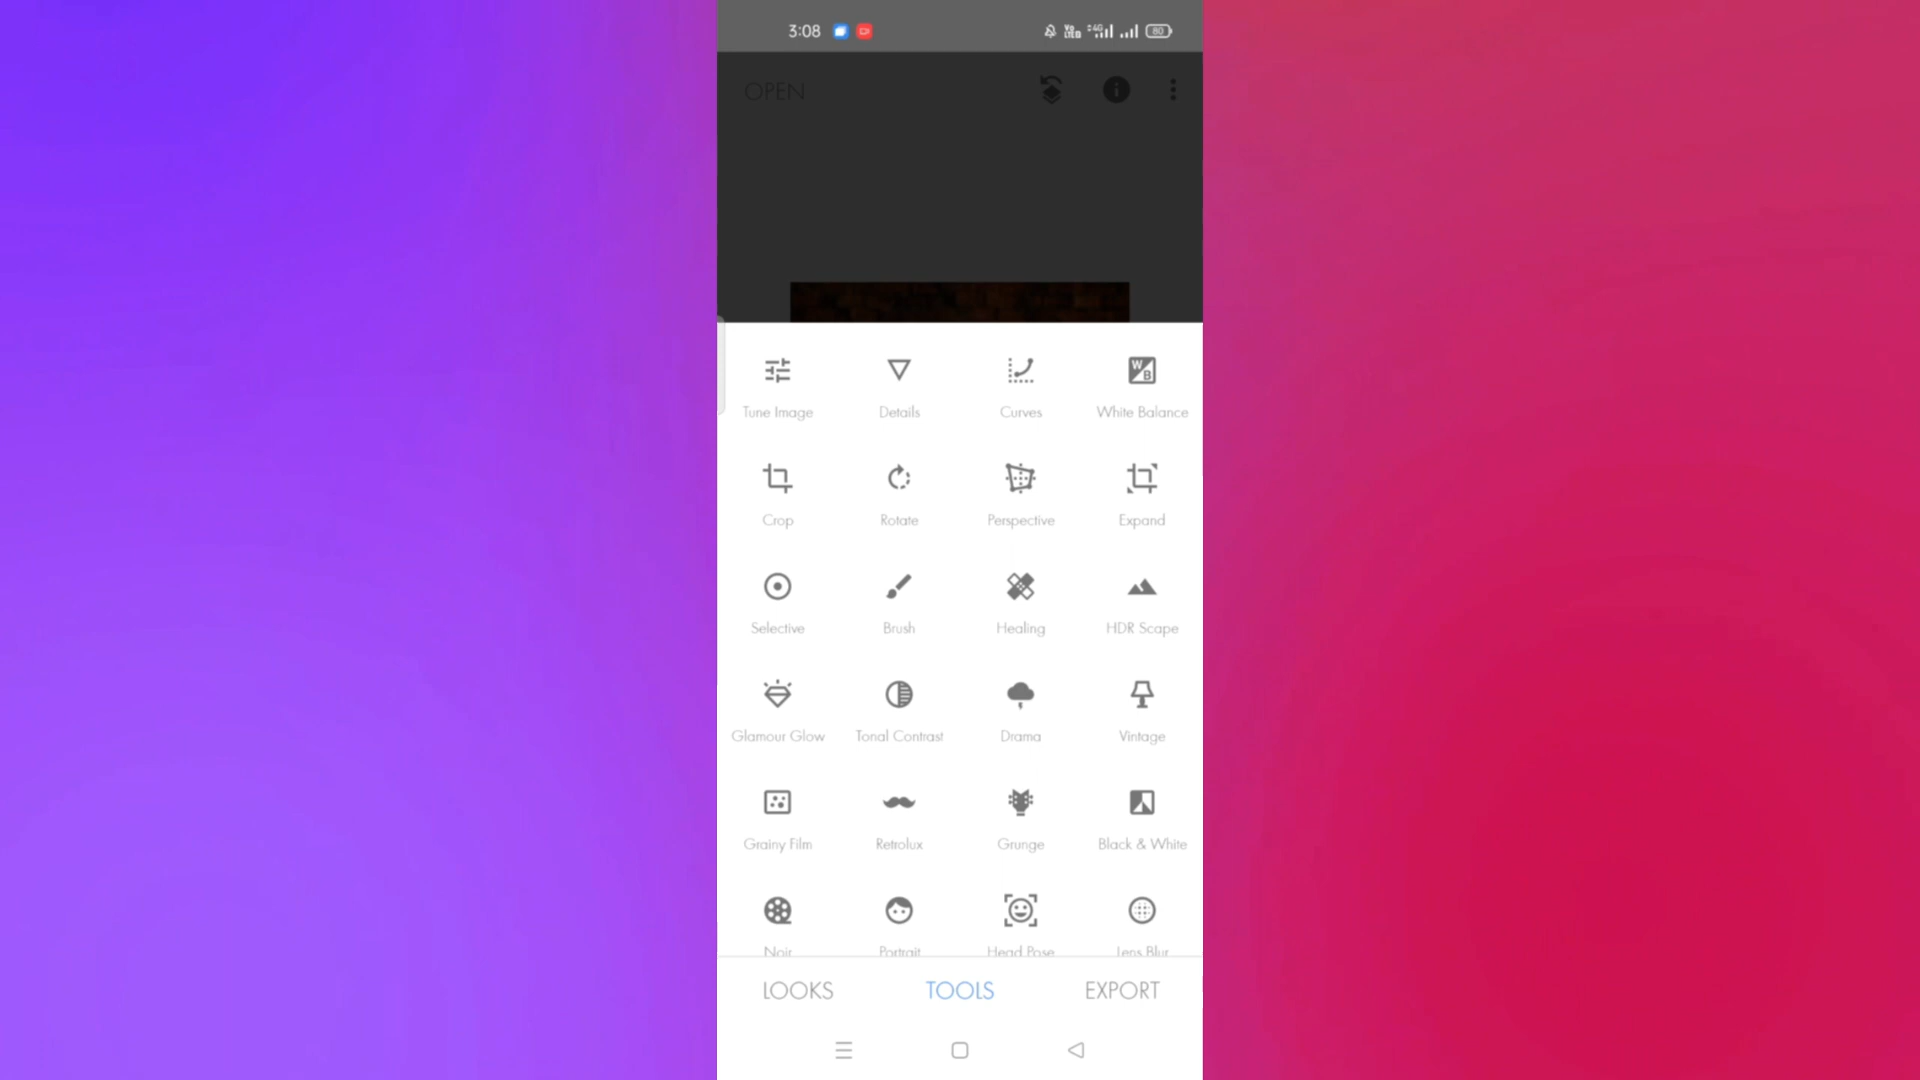 3:08
80
OPEN
Tune Image Details Curves White Balance
Crop Rotate Perspective Expand
Selective Brush Healing HDR Scape
Glamour Glow Tonal Contrast Drama Vintage
Grainy Film Retrolux Grunge Black & White
Noir Portrait Head Pose Lens Blur
LOOKS TOOLS EXPORT